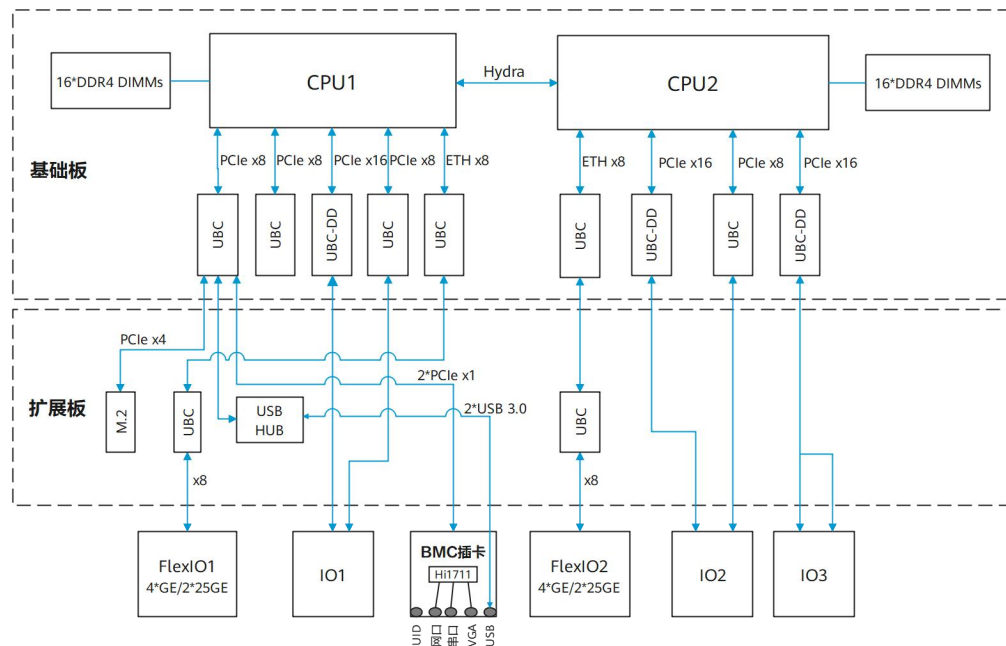 16*DDR4 DIMMs
CPU1
Hydra
CPU2
16*DDR4 DIMMs
基础板
PCIe x8
PCIe x8
PCIe x16
PCIe x8
ETH x8
ETH x8
PCIe x16
PCIe x8
PCIe x16
UBC
UBC
UBC-DD
UBC
UBC
UBC
UBC-DD
UBC
UBC-DD
扩展板
PCIe x4
2*PCIe x1
2*USB 3.0
M.2
UBC
USB
HUB
UBC
x8
x8
FlexIO1
4*GE/2*25GE
IO1
BMC插卡
Hi1711
UID
网口
串口
VGA
USB
FlexIO2
4*GE/2*25GE
IO2
IO3